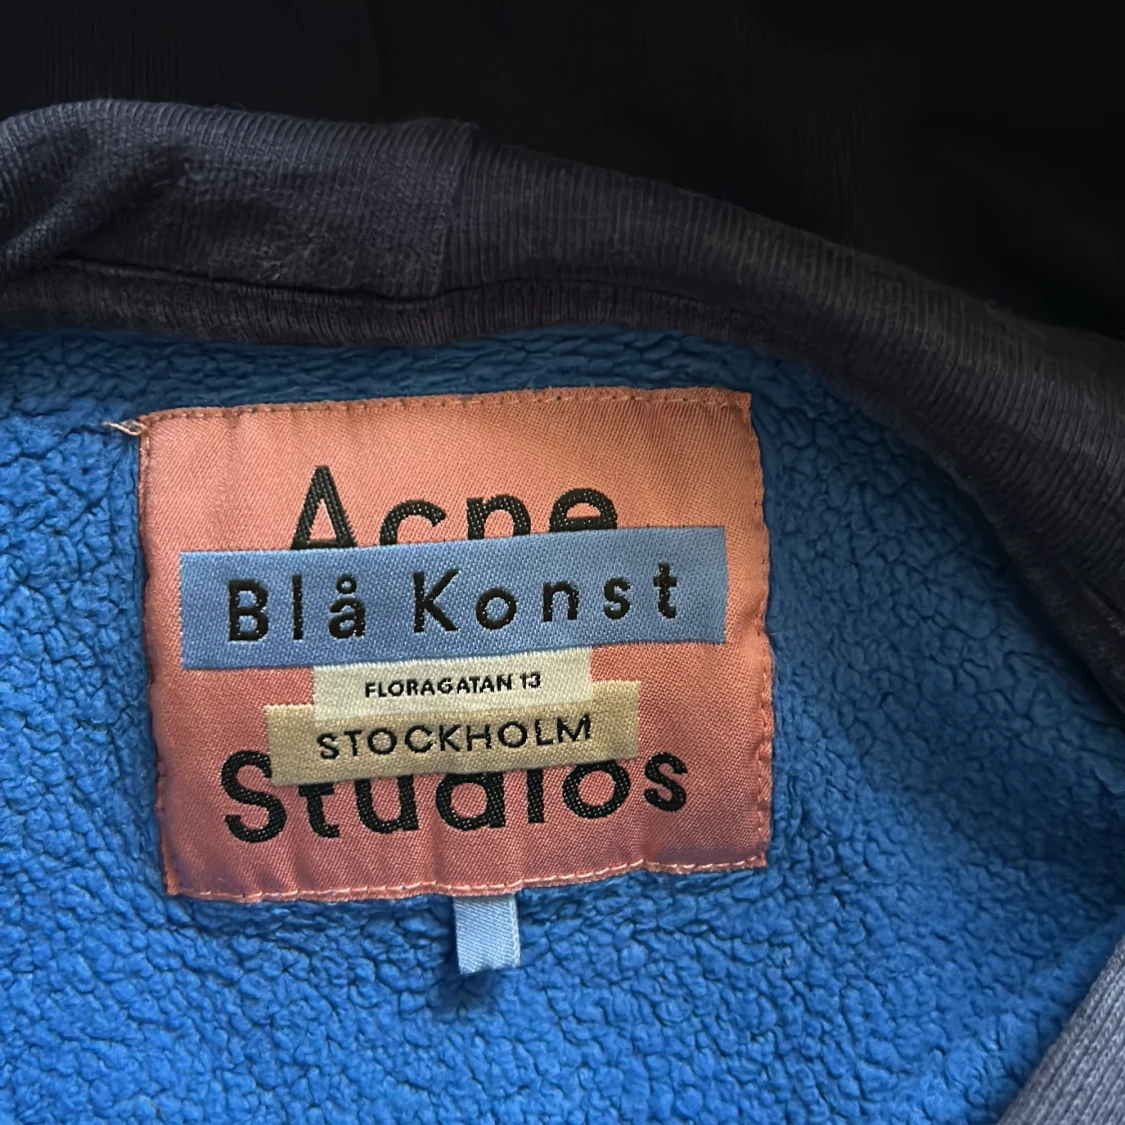 Acne
Blå Konst
FLORAGATAN 13
STOCKHOLM
Studios